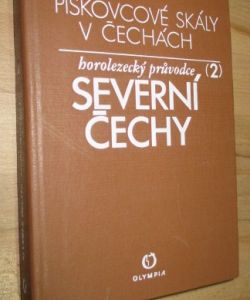 PÍSKOVCOVÉ SKÁLY
V ČECHÁCH
horolezecký průvodce (2)
SEVERNÍ
ČECHY
OLYMPIA